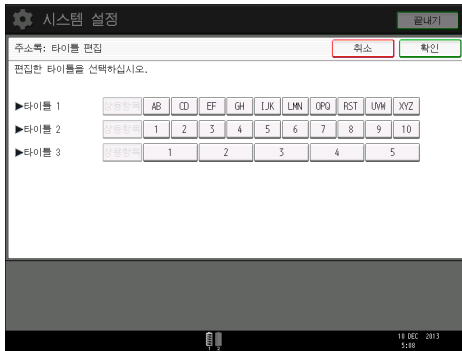 시스템 설정
끝내기
주소록: 타이틀 편집
취소
확인
편집한 타이틀을 선택하십시오.
▶타이틀 1 상용항목 AB CD EF GH IJK LMN OPQ RST UVW XYZ
▶타이틀 2 상용항목 1 2 3 4 5 6 7 8 9 10
▶타이틀 3 상용항목 1 2 3 4 5
1 2
10 DEC 2013
5:08